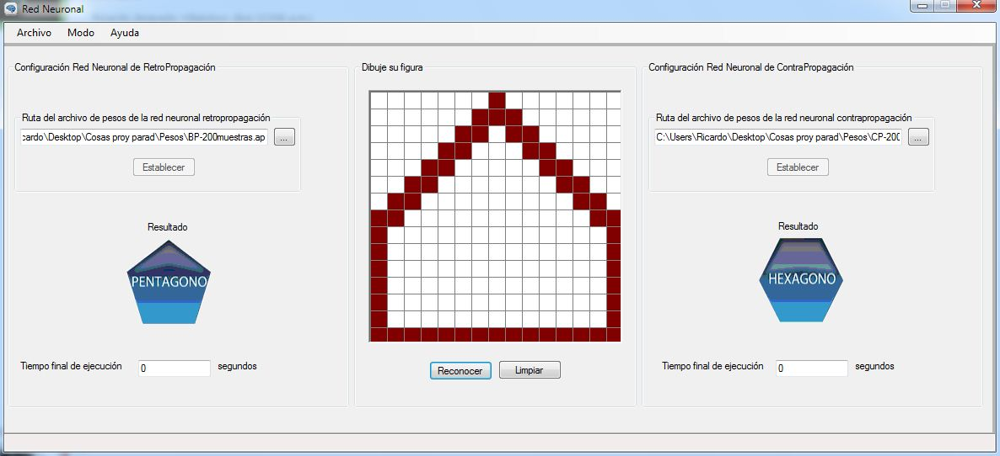 Red Neuronal
Archivo Modo Ayuda
Configuración Red Neuronal de RetroPropagación
Ruta del archivo de pesos de la red neuronal retropropagación
cardo\Desktop\Cosas proy parad\Pesos\BP-200muestras.ap ...
Establecer
Resultado
PENTAGONO
Tiempo final de ejecución 0 segundos
Dibuje su figura
Reconocer Limpiar
Configuración Red Neuronal de ContraPropagación
Ruta del archivo de pesos de la red neuronal contrapropagación
C:\Users\Ricardo\Desktop\Cosas proy parad\Pesos\CP-200 ...
Establecer
Resultado
HEXAGONO
Tiempo final de ejecución 0 segundos